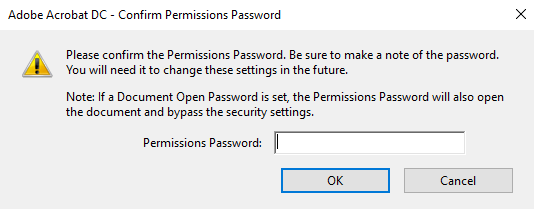 Adobe Acrobat DC - Confirm Permissions Password
Please confirm the Permissions Password. Be sure to make a note of the password.
You will need it to change these settings in the future.
Note: If a Document Open Password is set, the Permissions Password will also open
the document and bypass the security settings.
Permissions Password:
OK
Cancel